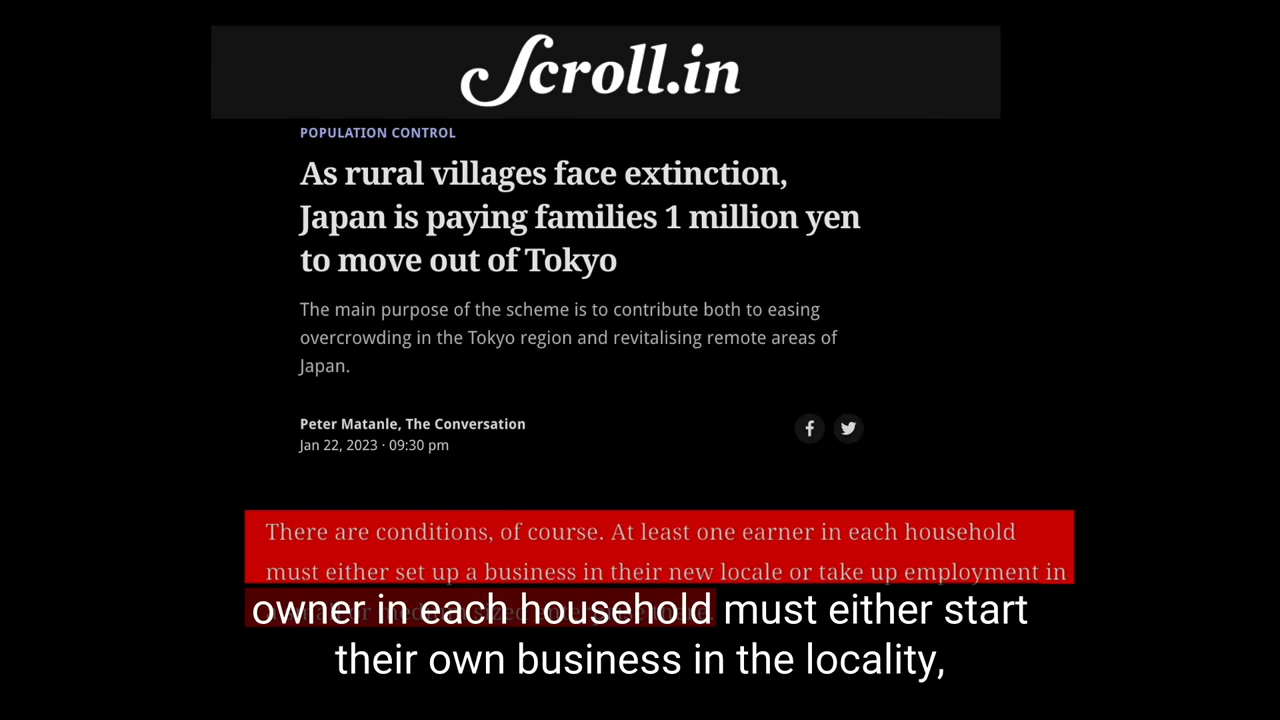 Scroll.in
POPULATION CONTROL
As rural villages face extinction,
Japan is paying families 1 million yen
to move out of Tokyo
The main purpose of the scheme is to contribute both to easing
overcrowding in the Tokyo region and revitalising remote areas of
Japan.
Peter Matanle, The Conversation
Jan 22, 2023 · 09:30 pm
There are conditions, of course. At least one earner in each household
must either set up a business in their new locale or take up employment in
owner in each household must either start
their own business in the locality,